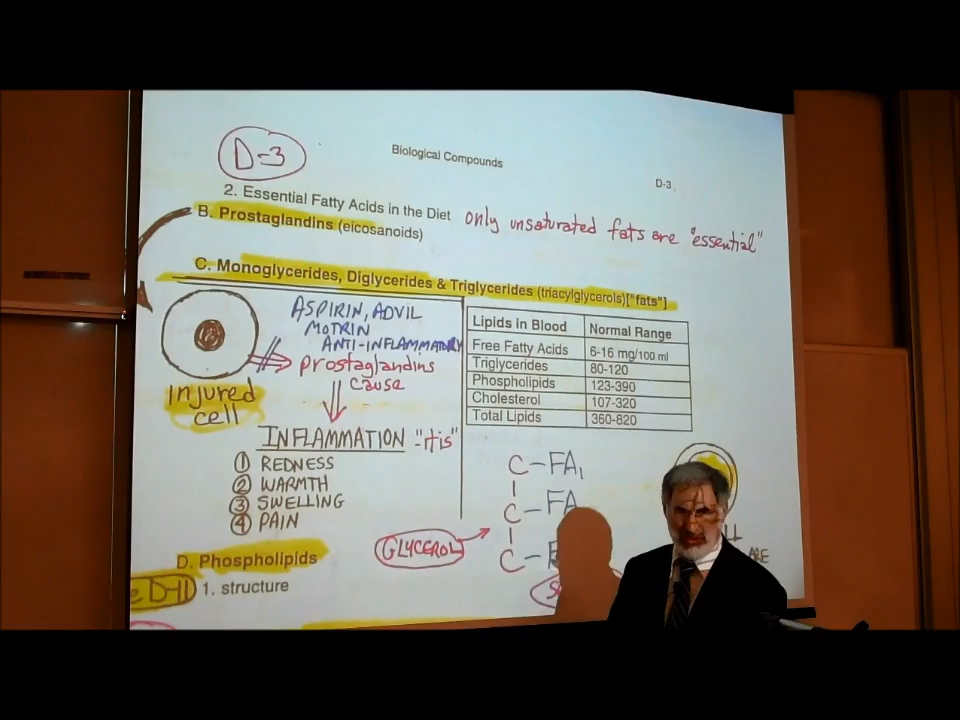 D-3
Biological Compounds
D-3
2. Essential Fatty Acids in the Diet
only unsaturated fats are "essential"
B. Prostaglandins (eicosanoids)
C. Monoglycerides, Diglycerides & Triglycerides (triacylglycerols)["fats"]
ASPIRIN, ADVIL
MOTRIN
ANTI-INFLAMMATORY
prostaglandins
cause
injured
cell
INFLAMMATION -"itis"
① REDNESS
② WARMTH
③ SWELLING
④ PAIN
Lipids in Blood Normal Range
Free Fatty Acids 6-16 mg/100 ml
Triglycerides 80-120
Phospholipids 123-390
Cholesterol 107-320
Total Lipids 360-820
C-FA1
C-FA
C-
GLYCEROL
D. Phospholipids
D-11
1. structure